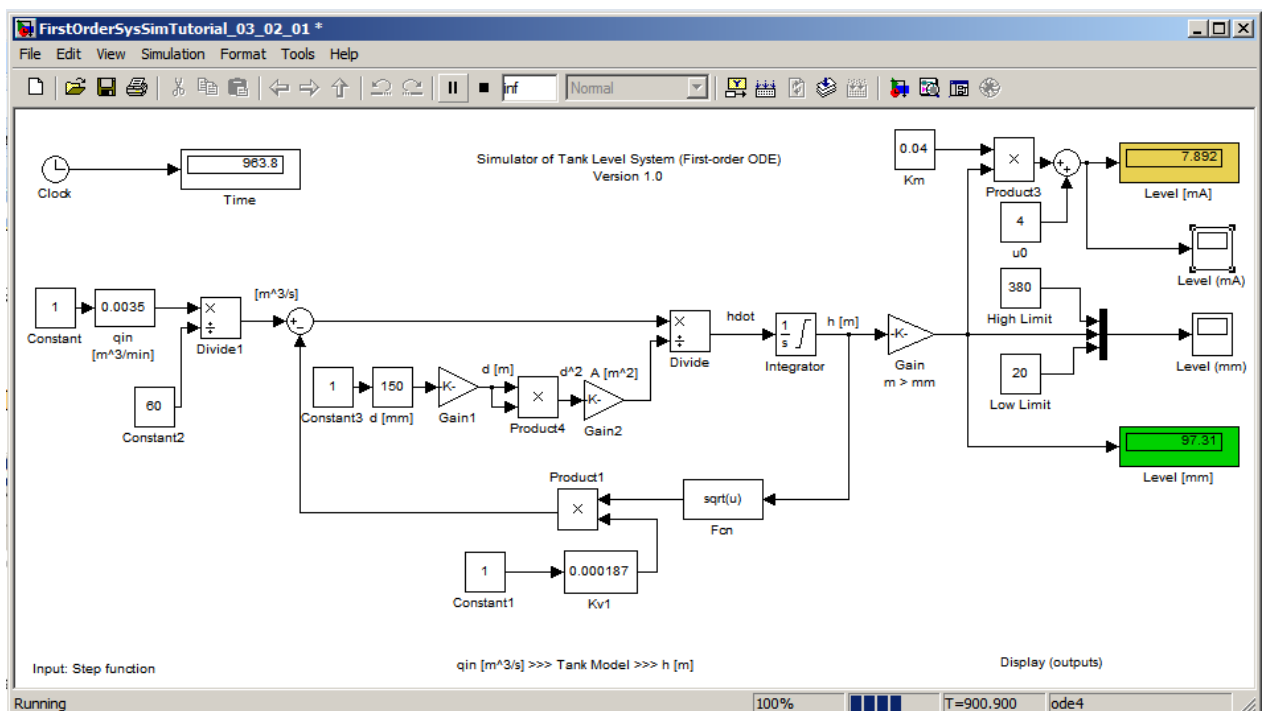 FirstOrderSysSimTutorial_03_02_01 *
File Edit View Simulation Format Tools Help
inf Normal
Simulator of Tank Level System (First-order ODE)
Version 1.0
963.8
Clock
Time
0.04
Km
×
Product3
7.892
Level [mA]
4
u0
Level (mA)
1
Constant
0.0035
qin
[m^3/min]
×
÷
Divide1
[m^3/s]
60
Constant2
1
Constant3
150
d [mm]
K-
Gain1
d [m]
×
Product4
d^2
A [m^2]
-K-
Gain2
×
÷
Divide
hdot
1
s
Integrator
h [m]
-K-
Gain
m > mm
380
High Limit
20
Low Limit
Level (mm)
97.31
Level [mm]
Product1
×
sqrt(u)
Fcn
1
Constant1
0.000187
Kv1
Input: Step function
qin [m^3/s] >>> Tank Model >>> h [m]
Display (outputs)
Running 100% T=900.900 ode4